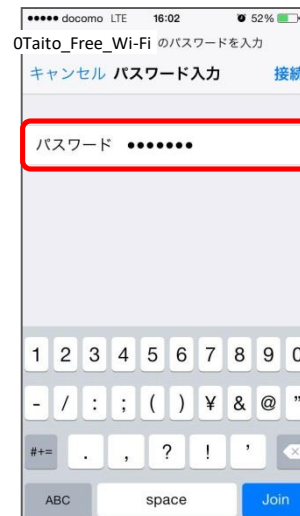 docomo LTE 16:02 52%
0Taito_Free_Wi-Fi のパスワードを入力
キャンセル パスワード入力 接続
パスワード •••••••
1 2 3 4 5 6 7 8 9 0
- / : ; ( ) ¥ & @ "
#+= . , ? ! '
ABC space Join